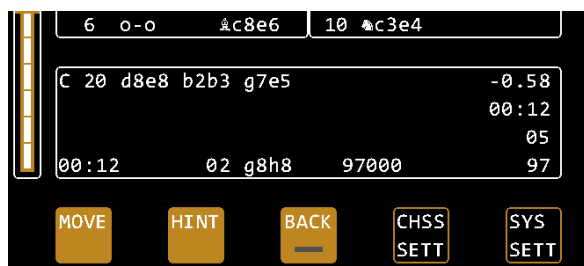 6 o-o ♝c8e6 10 ♞c3e4
C 20 d8e8 b2b3 g7e5 -0.58
00:12
05
00:12 02 g8h8 97000 97
MOVE HINT BACK CHSS SYS
SETT SETT